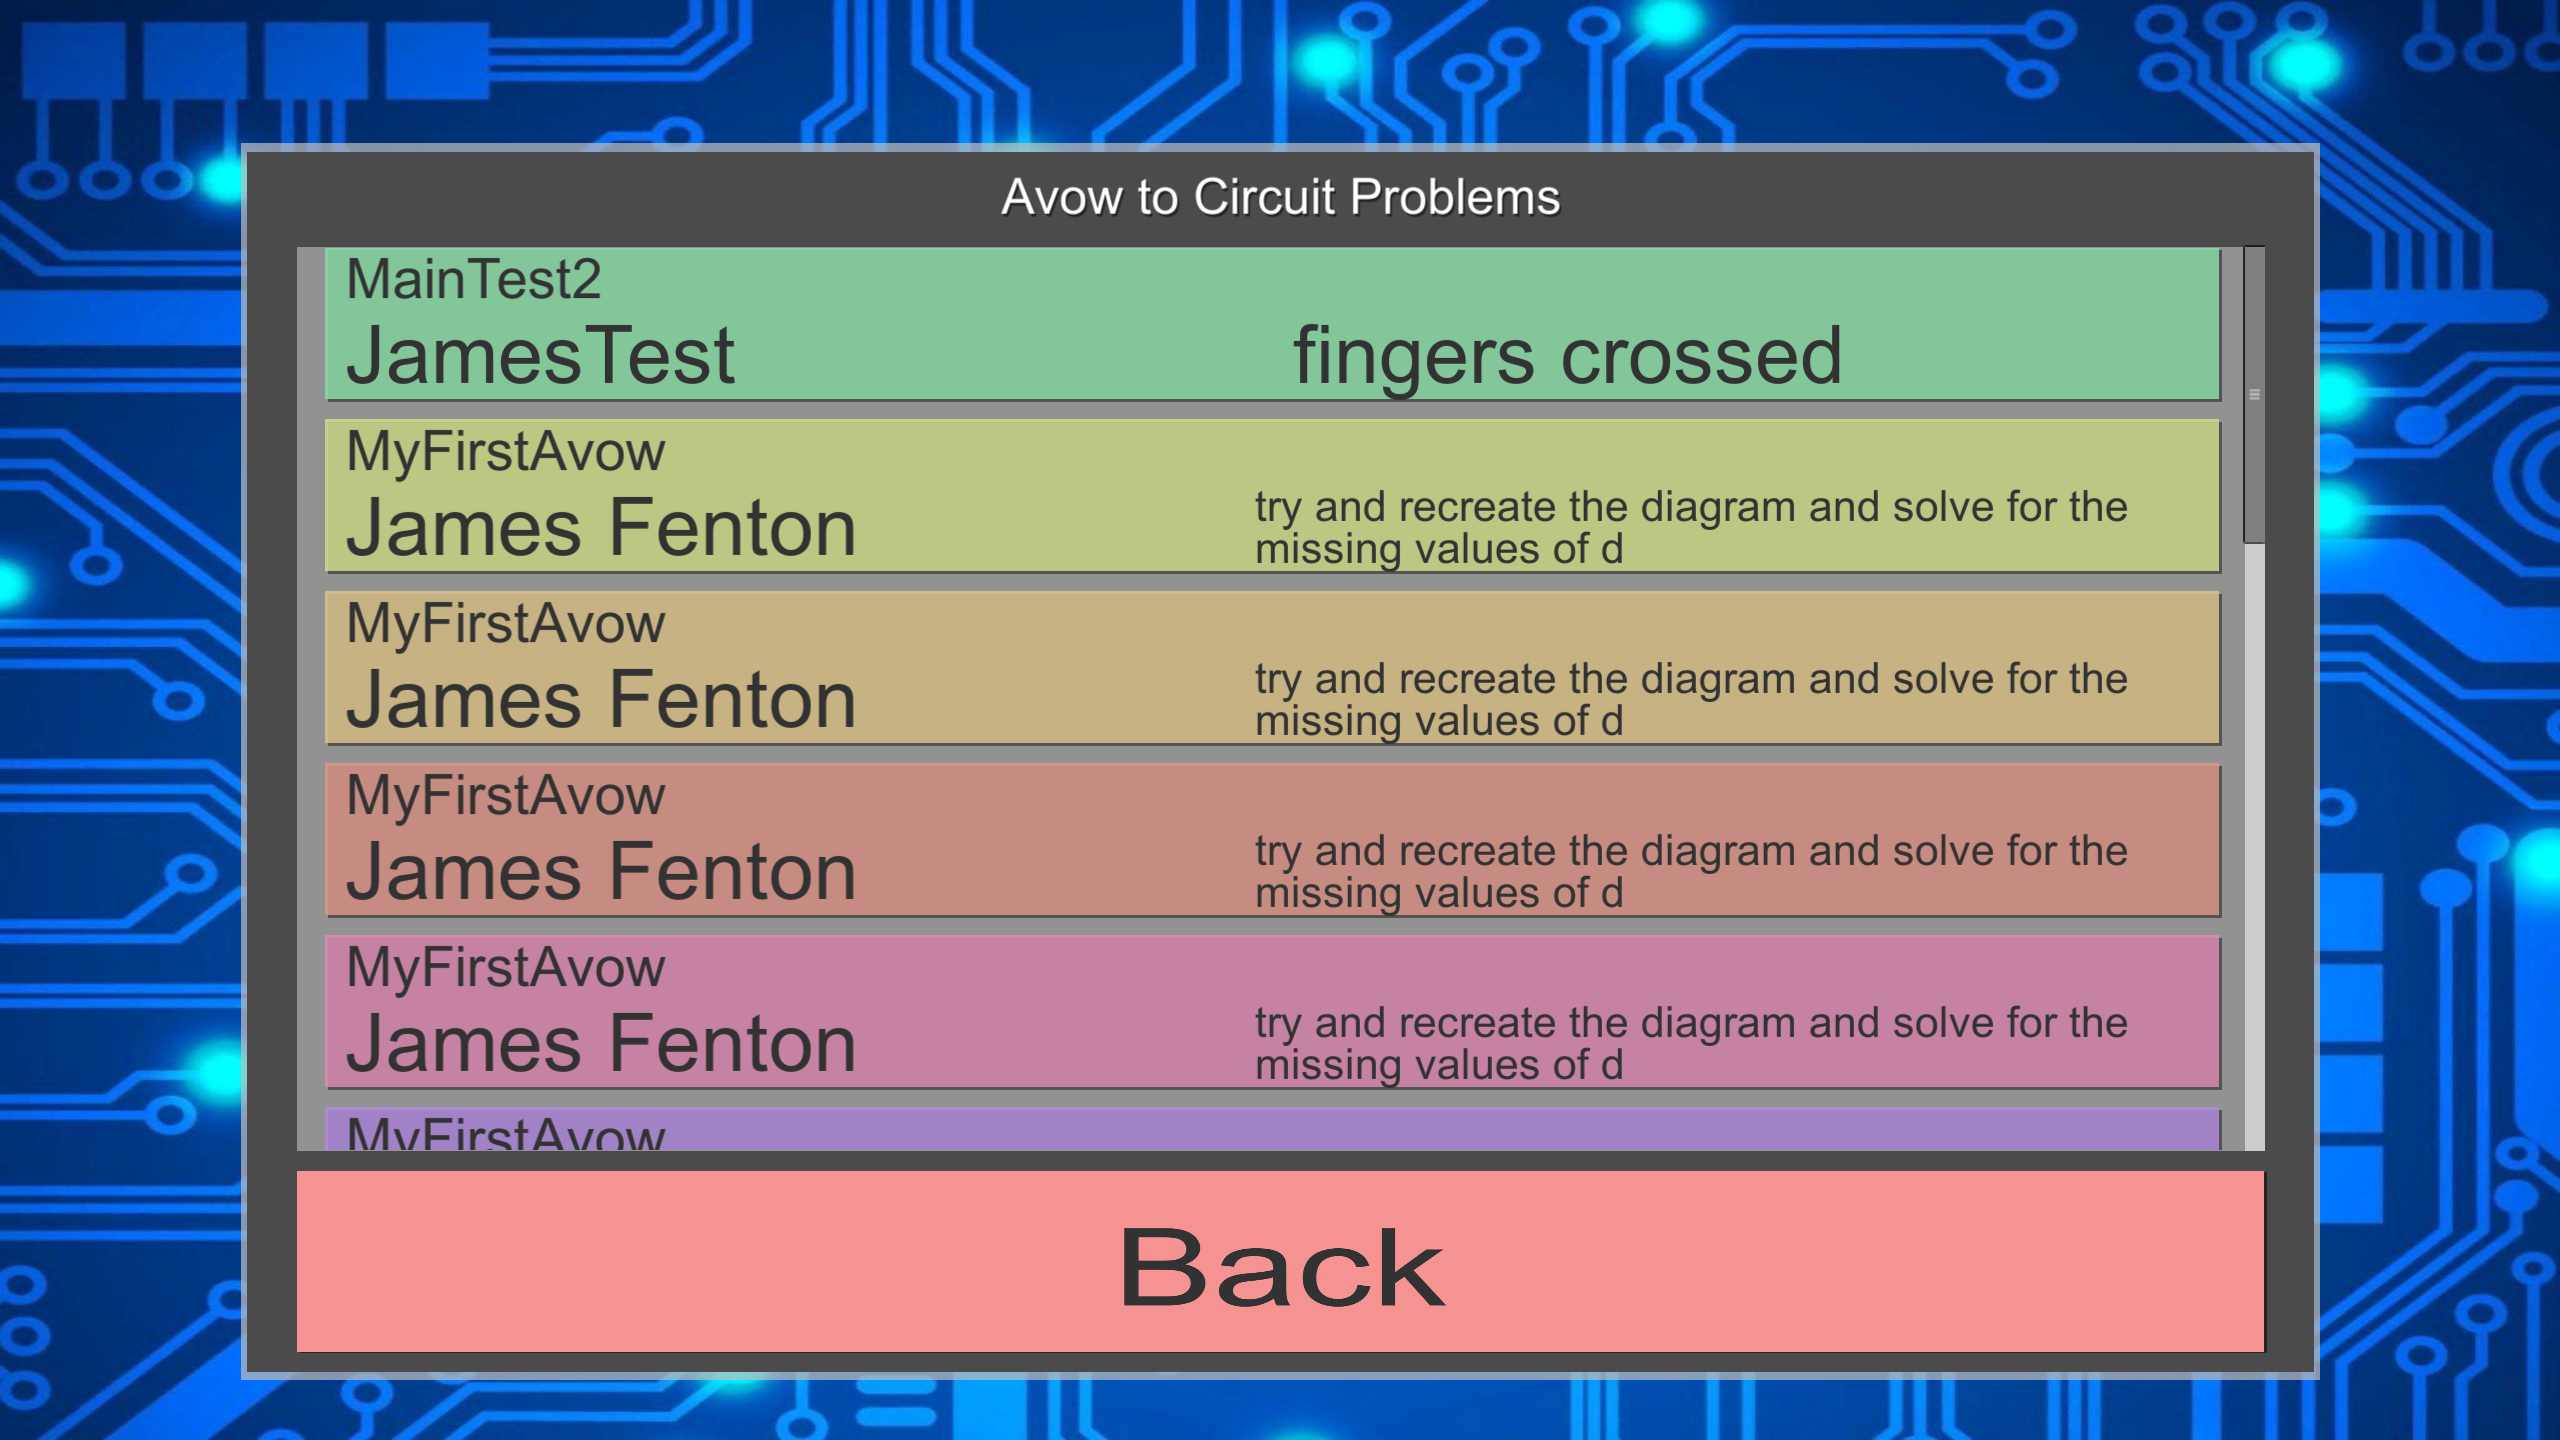 Avow to Circuit Problems
MainTest2
JamesTest
fingers crossed
MyFirstAvow
James Fenton
try and recreate the diagram and solve for the
missing values of d
MyFirstAvow
James Fenton
try and recreate the diagram and solve for the
missing values of d
MyFirstAvow
James Fenton
try and recreate the diagram and solve for the
missing values of d
MyFirstAvow
James Fenton
try and recreate the diagram and solve for the
missing values of d
MyFirstAvow
Back